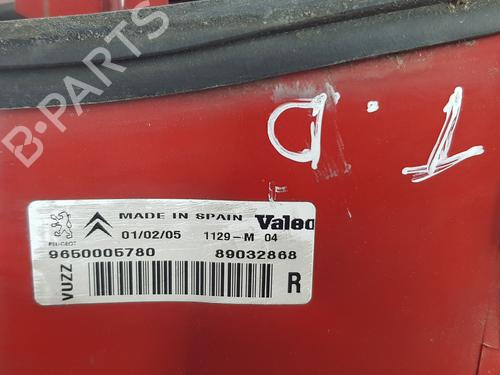 B-PARTS
T.D
MADE IN SPAIN Valeo
01/02/05 1129-M 04
PEUGEOT
9650005780 89032868
VUZZ
R